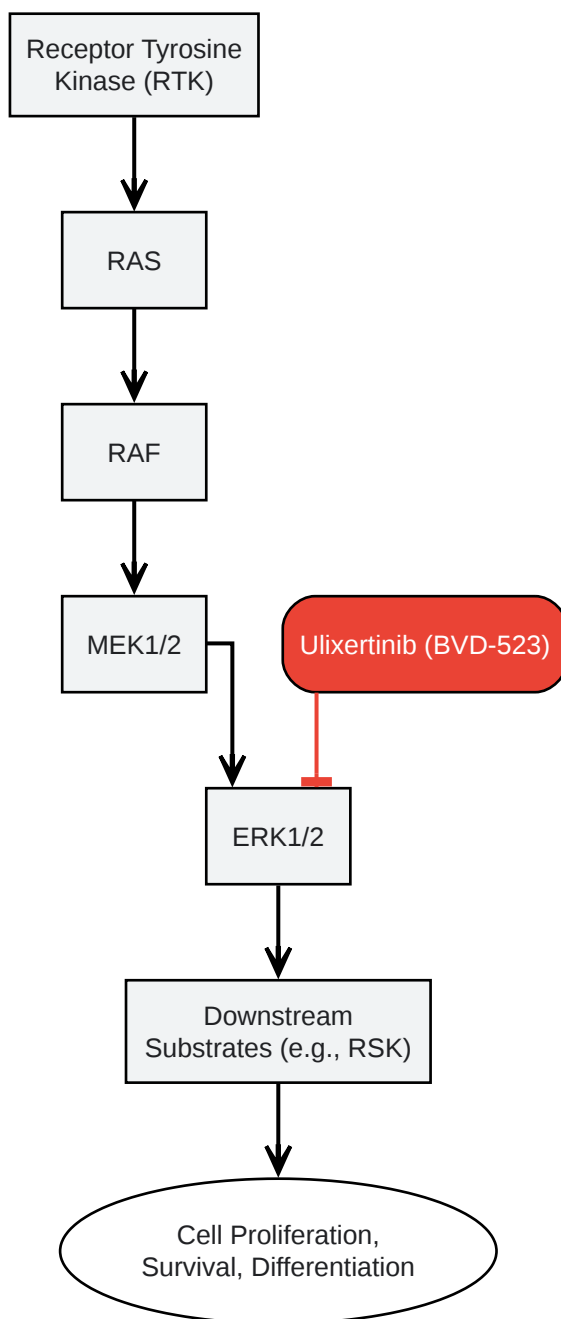 Receptor Tyrosine
Kinase (RTK)
RAS
RAF
MEK1/2
Ulixertinib (BVD-523)
ERK1/2
Downstream
Substrates (e.g., RSK)
Cell Proliferation,
Survival, Differentiation